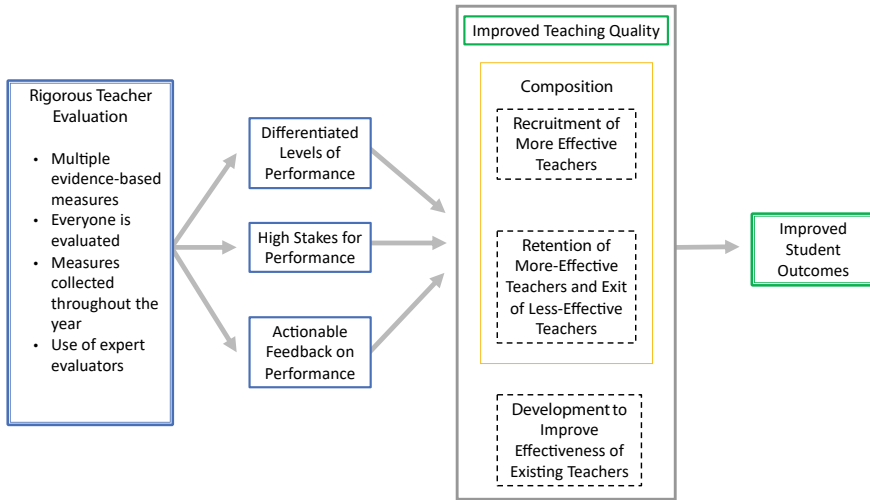 Rigorous Teacher
Evaluation
• Multiple
evidence-based
measures
• Everyone is
evaluated
• Measures
collected
throughout the
year
• Use of expert
evaluators
Differentiated
Levels of
Performance
High Stakes for
Performance
Actionable
Feedback on
Performance
Improved Teaching Quality
Composition
Recruitment of
More Effective
Teachers
Retention of
More-Effective
Teachers and Exit
of Less-Effective
Teachers
Development to
Improve
Effectiveness of
Existing Teachers
Improved
Student
Outcomes